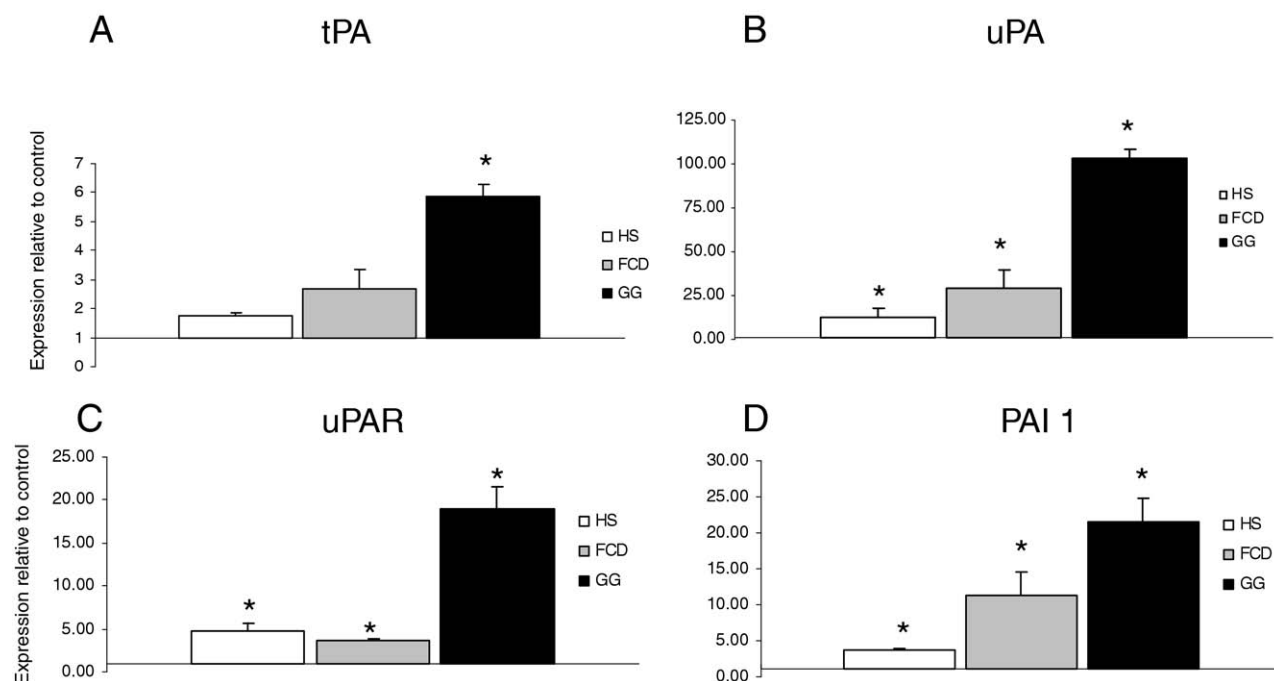 A
tPA
Expression relative to control
7
6
5
4
3
2
1
0
*
HS
FCD
GG
B
uPA
125.00
100.00
75.00
50.00
25.00
0.00
*
*
*
HS
FCD
GG
C
uPAR
Expression relative to control
25.00
20.00
15.00
10.00
5.00
0.00
*
*
*
HS
FCD
GG
D
PAI 1
30.00
25.00
20.00
15.00
10.00
5.00
0.00
*
*
*
HS
FCD
GG